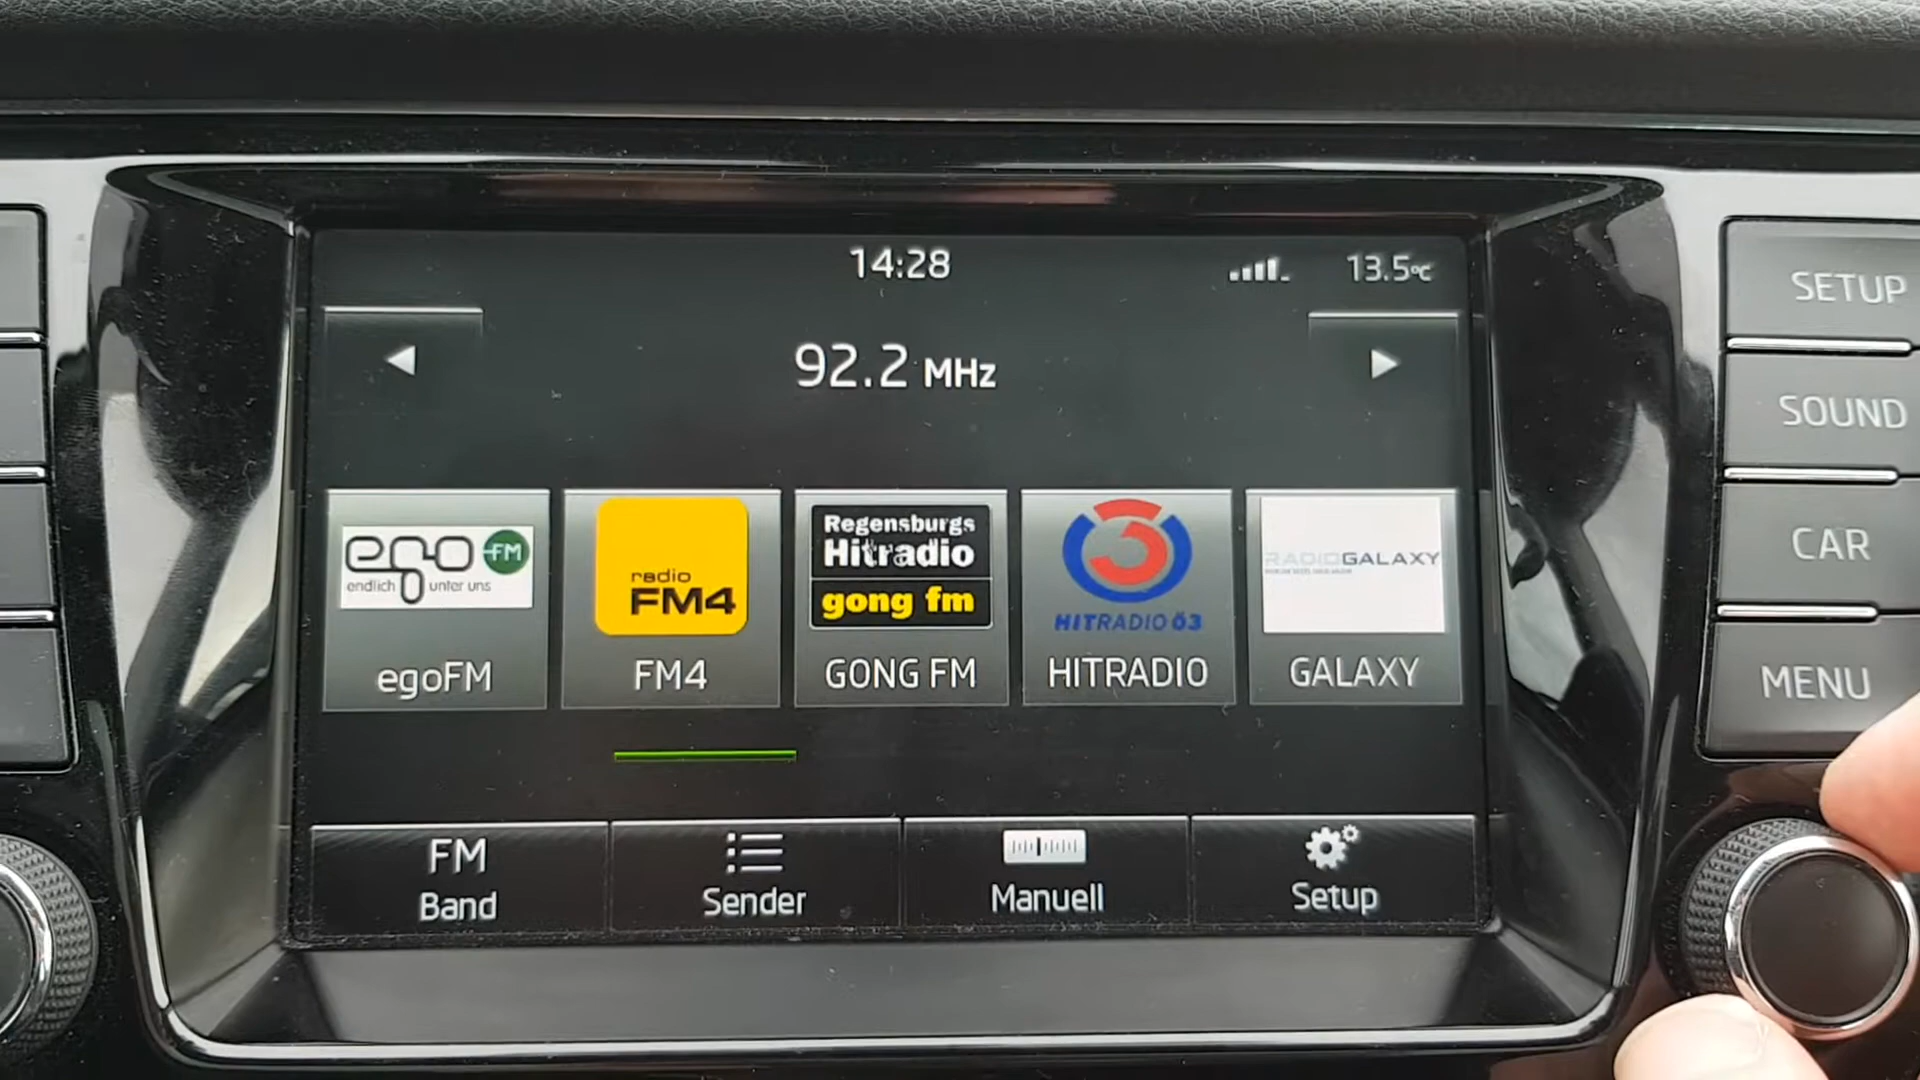 14:28
13.5°C
92.2 MHz
ego FM
endlich unter uns
egoFM
radio
FM4
FM4
Regensburgs
Hitradio
gong fm
GONG FM
3
HITRADIO Ö3
HITRADIO
RADIOGALAXY
GALAXY
FM
Band
Sender
Manuell
Setup
SETUP
SOUND
CAR
MENU